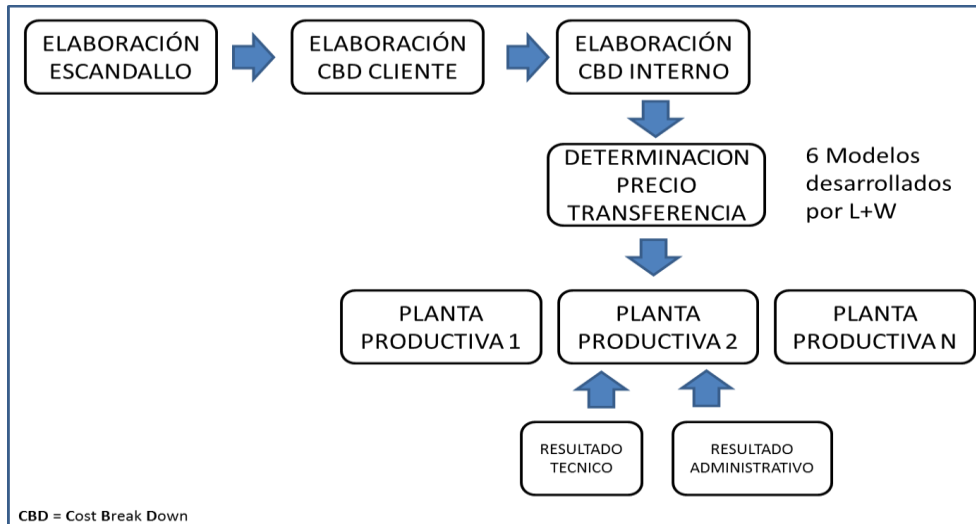 ELABORACIÓN
ESCANDALLO
ELABORACIÓN
CBD CLIENTE
ELABORACIÓN
CBD INTERNO
DETERMINACION
PRECIO
TRANSFERENCIA
6 Modelos
desarrollados
por L+W
PLANTA
PRODUCTIVA 1
PLANTA
PRODUCTIVA 2
PLANTA
PRODUCTIVA N
RESULTADO
TECNICO
RESULTADO
ADMINISTRATIVO
CBD = Cost Break Down